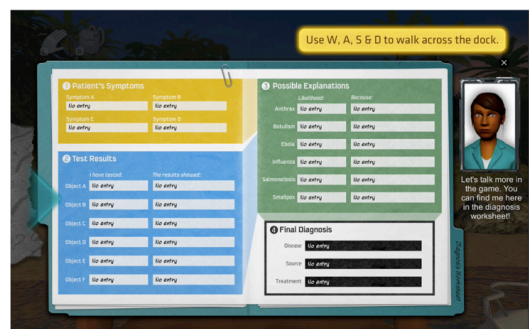 Use W, A, S & D to walk across the dock.
1 Patient's Symptoms
Symptom A Symptom B
No entry No entry
Symptom C Symptom D
No entry No entry
2 Test Results
I have tested: The results showed:
Object A No entry No entry
Object B No entry No entry
Object C No entry No entry
Object D No entry No entry
Object E No entry No entry
Object F No entry No entry
3 Possible Explanations
Likelihood: Because:
Anthrax No entry No entry
Botulism No entry No entry
Ebola No entry No entry
Influenza No entry No entry
Salmonellosis No entry No entry
Smallpox No entry No entry
4 Final Diagnosis
Disease No entry
Source No entry
Treatment No entry
Diagnosis Worksheet
Let's talk more in
the game. You
can find me here
in the diagnosis
worksheet!